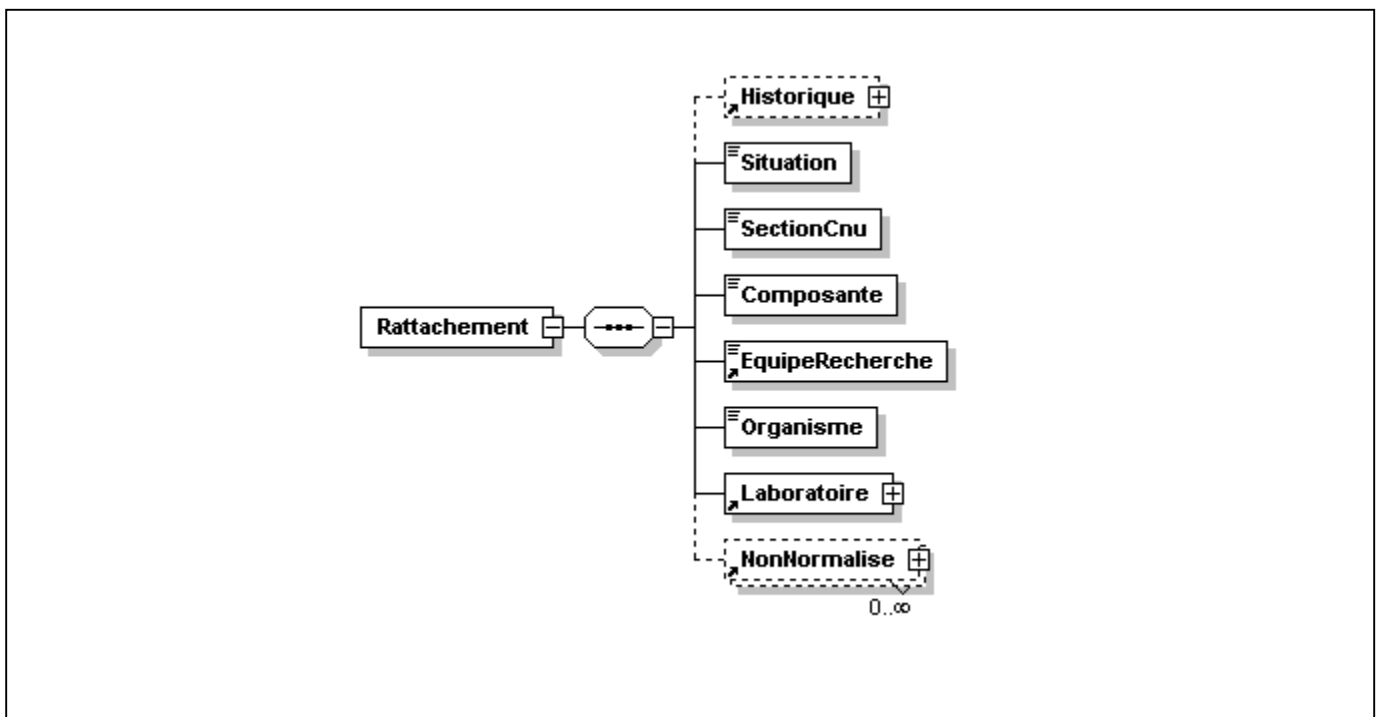 Historique
Situation
SectionCnu
Composante
Rattachement
EquipeRecherche
Organisme
Laboratoire
NonNormalise
0..∞